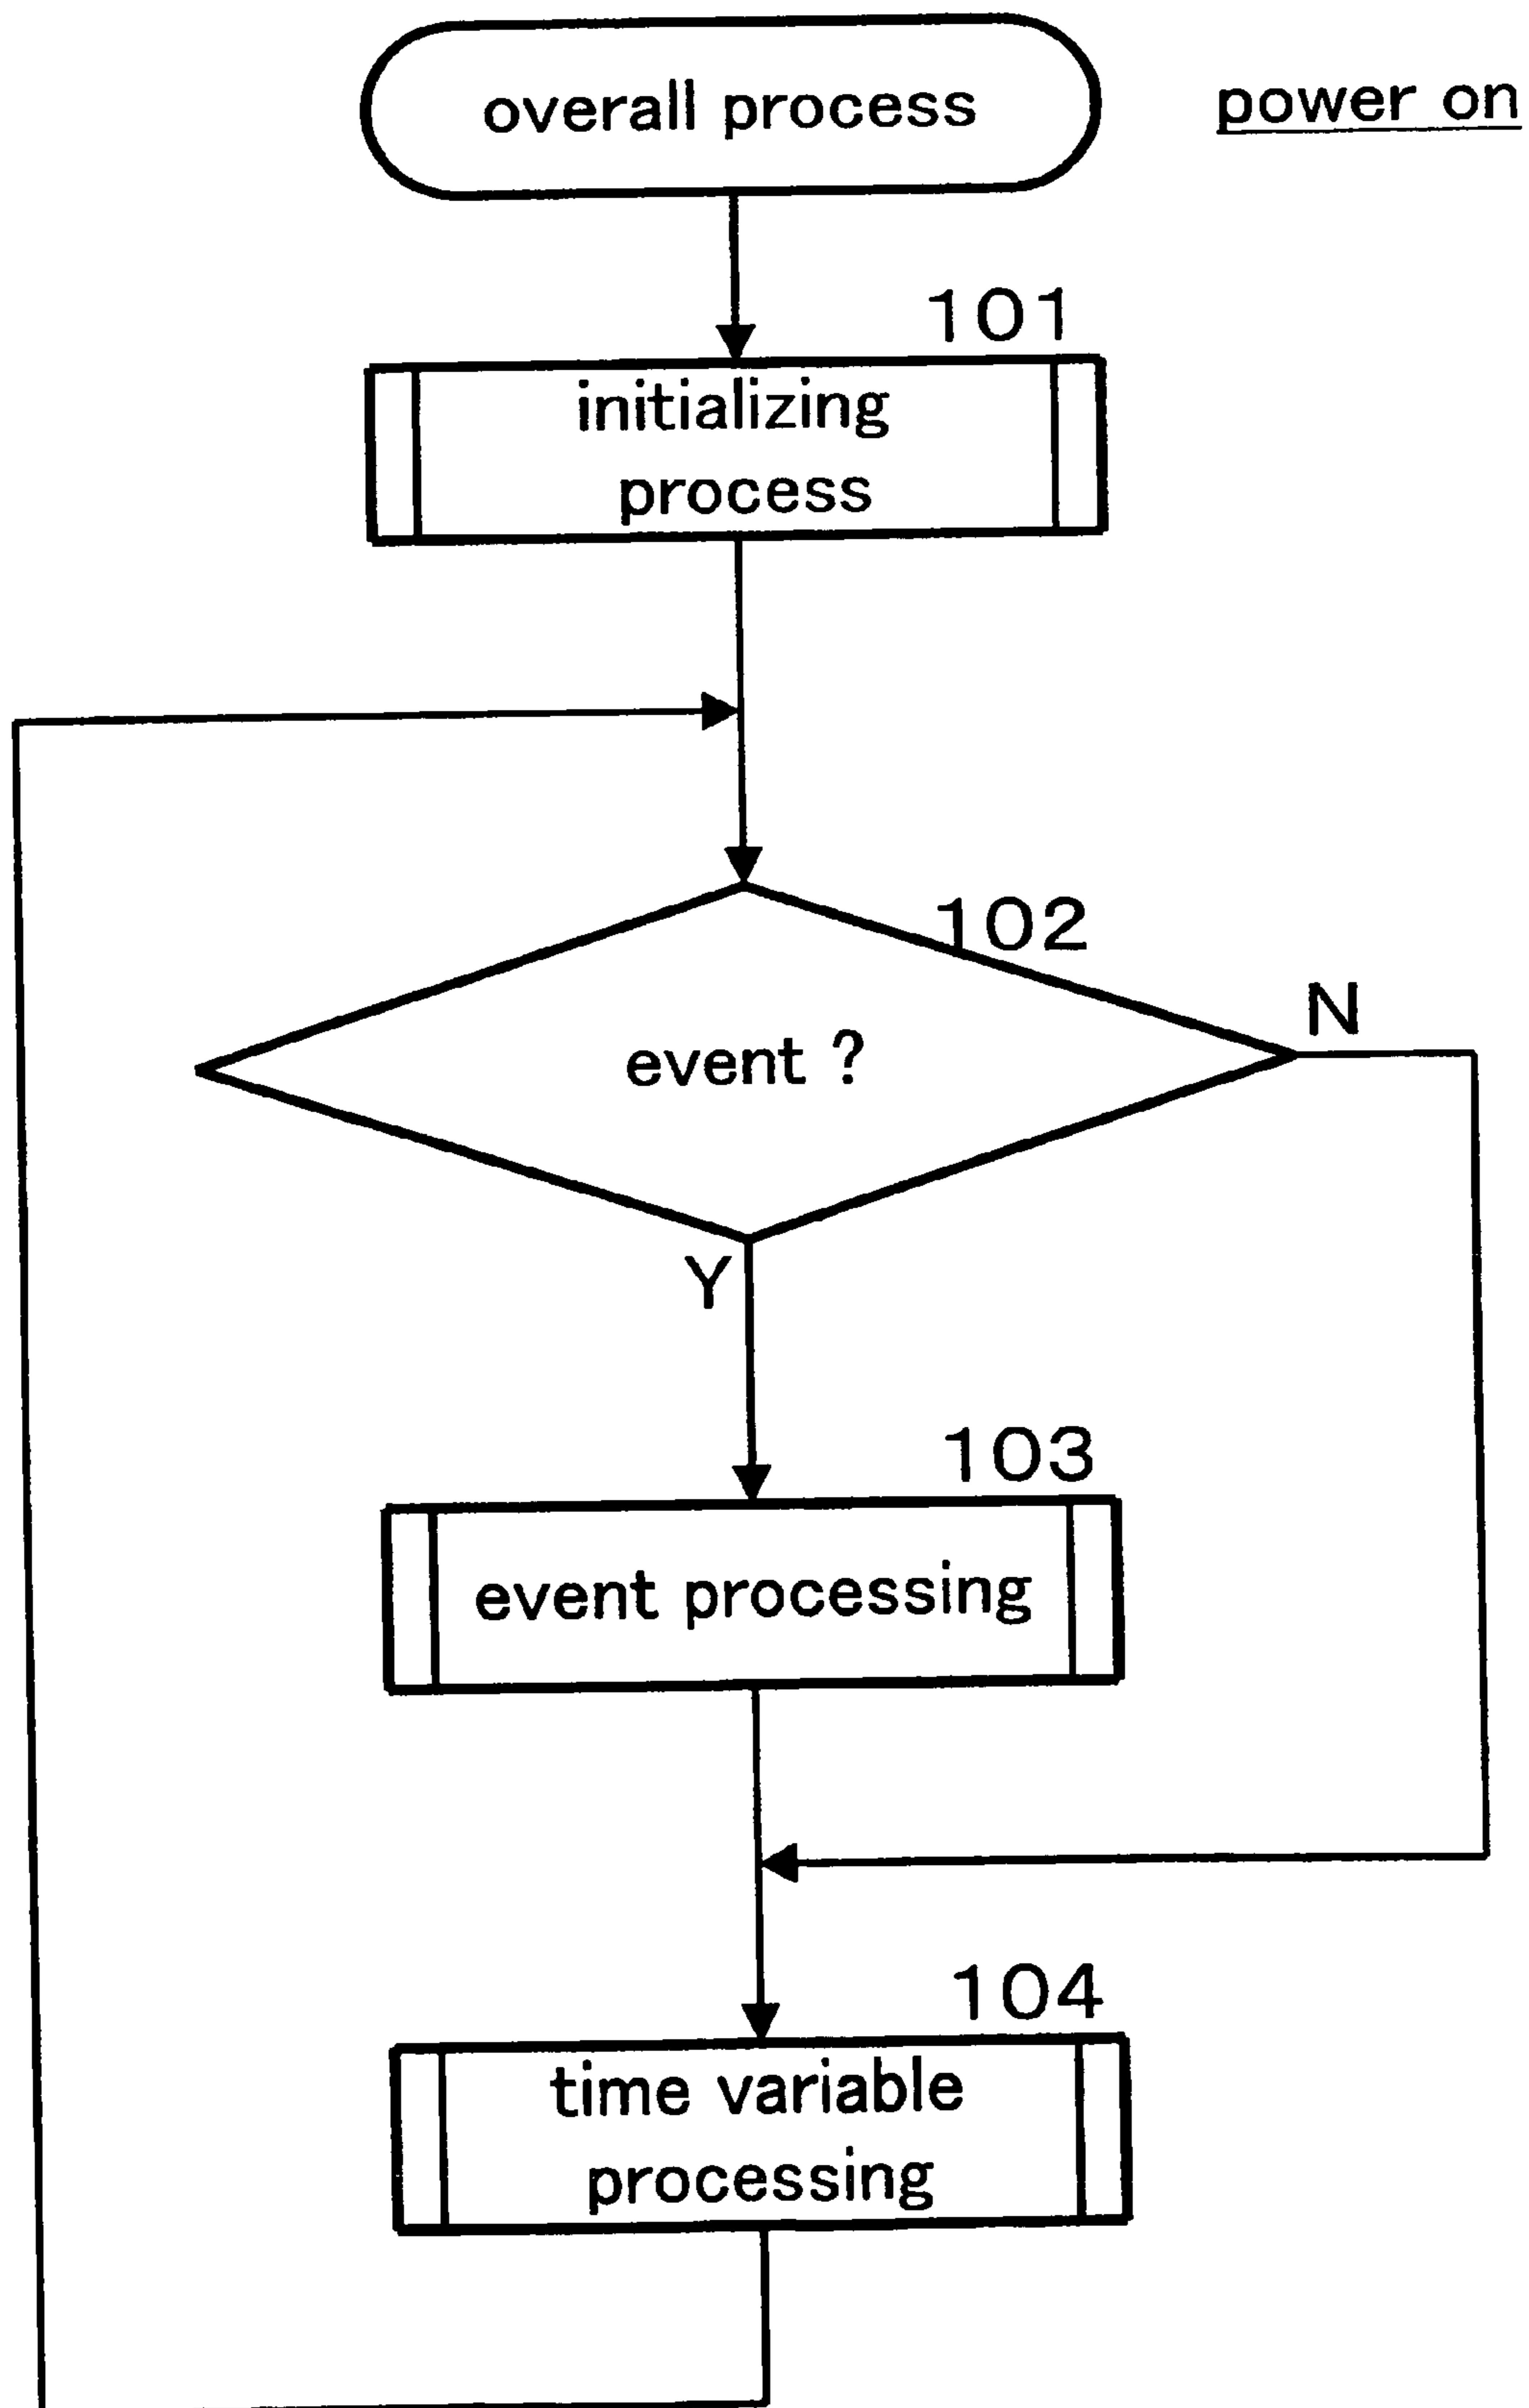 overall process
power on
101
initializing
process
102
event ?
N
Y
103
event processing
104
time variable
processing